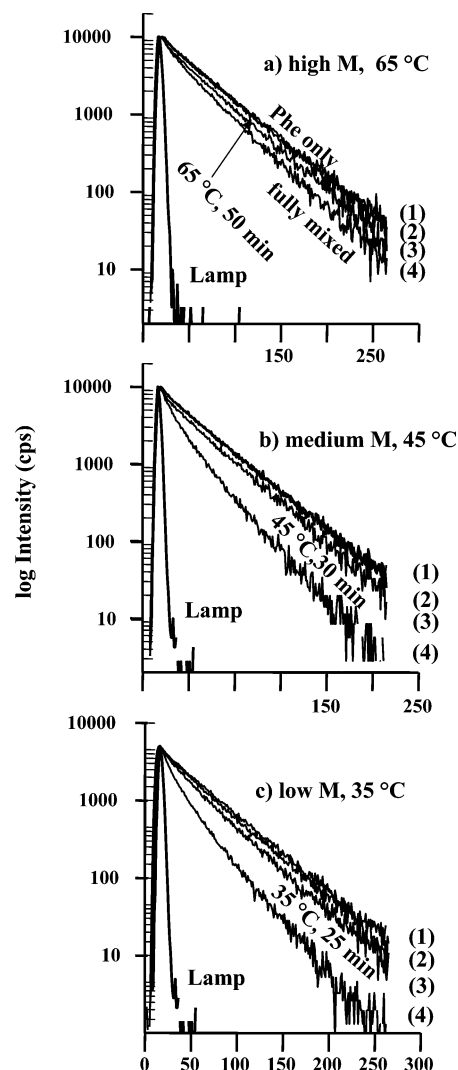 log Intensity (cps)
10000
1000
100
10
a) high M, 65 °C
Phe only
65 °C, 50 min
fully mixed
Lamp
(1)
(2)
(3)
(4)
150
250
300
10000
1000
100
10
b) medium M, 45 °C
45 °C,30 min
Lamp
(1)
(2)
(3)
(4)
150
250
10000
1000
100
10
c) low M, 35 °C
35 °C, 25 min
Lamp
(1)
(2)
(3)
(4)
0 50 100 150 200 250 300